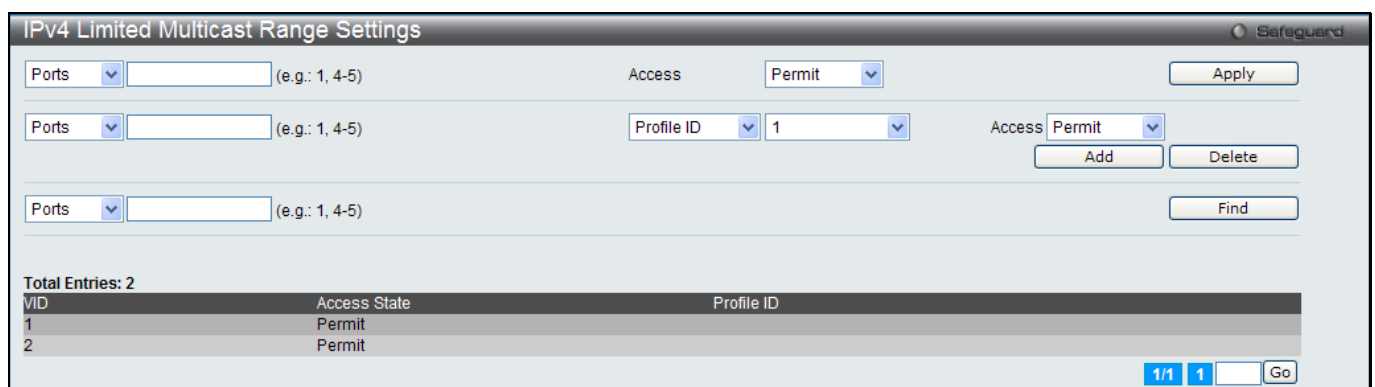 IPv4 Limited Multicast Range Settings Safeguard
Ports (e.g.: 1, 4-5) Access Permit Apply
Ports (e.g.: 1, 4-5) Profile ID 1 Access Permit
Add Delete
Ports (e.g.: 1, 4-5) Find
Total Entries: 2
VID Access State Profile ID
1 Permit
2 Permit
1/1 1 Go